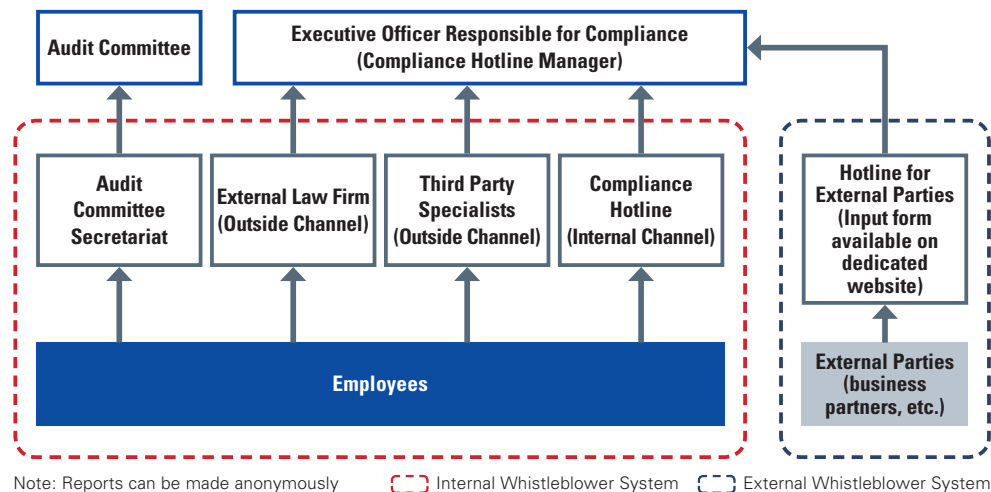 Audit Committee
Executive Officer Responsible for Compliance
(Compliance Hotline Manager)
Audit
Committee
Secretariat
External Law Firm
(Outside Channel)
Third Party
Specialists
(Outside Channel)
Compliance
Hotline
(Internal Channel)
Hotline for
External Parties
(Input form
available on
dedicated
website)
Employees
External Parties
(business
partners, etc.)
Note: Reports can be made anonymously
Internal Whistleblower System
External Whistleblower System